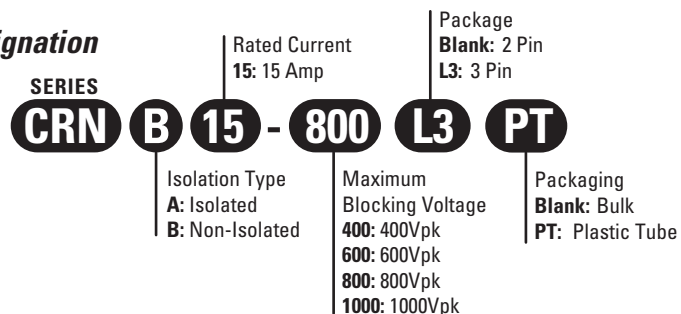 Package
Blank: 2 Pin
L3: 3 Pin
Rated Current
15: 15 Amp
SERIES
CRN B 15 - 800 L3 PT
Isolation Type
A: Isolated
B: Non-Isolated
Maximum
Blocking Voltage
400: 400Vpk
600: 600Vpk
800: 800Vpk
1000: 1000Vpk
Packaging
Blank: Bulk
PT: Plastic Tube